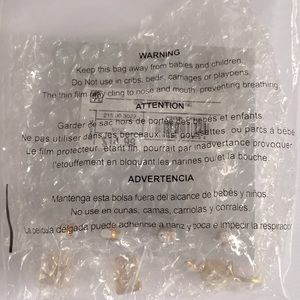 WARNING
Keep this bag away from babies and children.
Do Not use in cribs, beds, carriages or playpens.
The thin film may cling to nose and mouth preventing breathing.
ATTENTION
Garder ce sac hors de portée des bébés et enfants.
Ne pas utiliser dans les berceaux, lits, poussettes, ou parcs à bébé.
Le film protecteur, étant fin, pourrait par inadvertance provoquer
l'étouffement en bloquant les narines ou et la bouche.
ADVERTENCIA
Mantenga esta bolsa fuera del alcance de bebés y niños.
No use en cunas, camas, carriolas y corrales.
La película delgada puede adherirse a nariz y boca e impecir la respiración